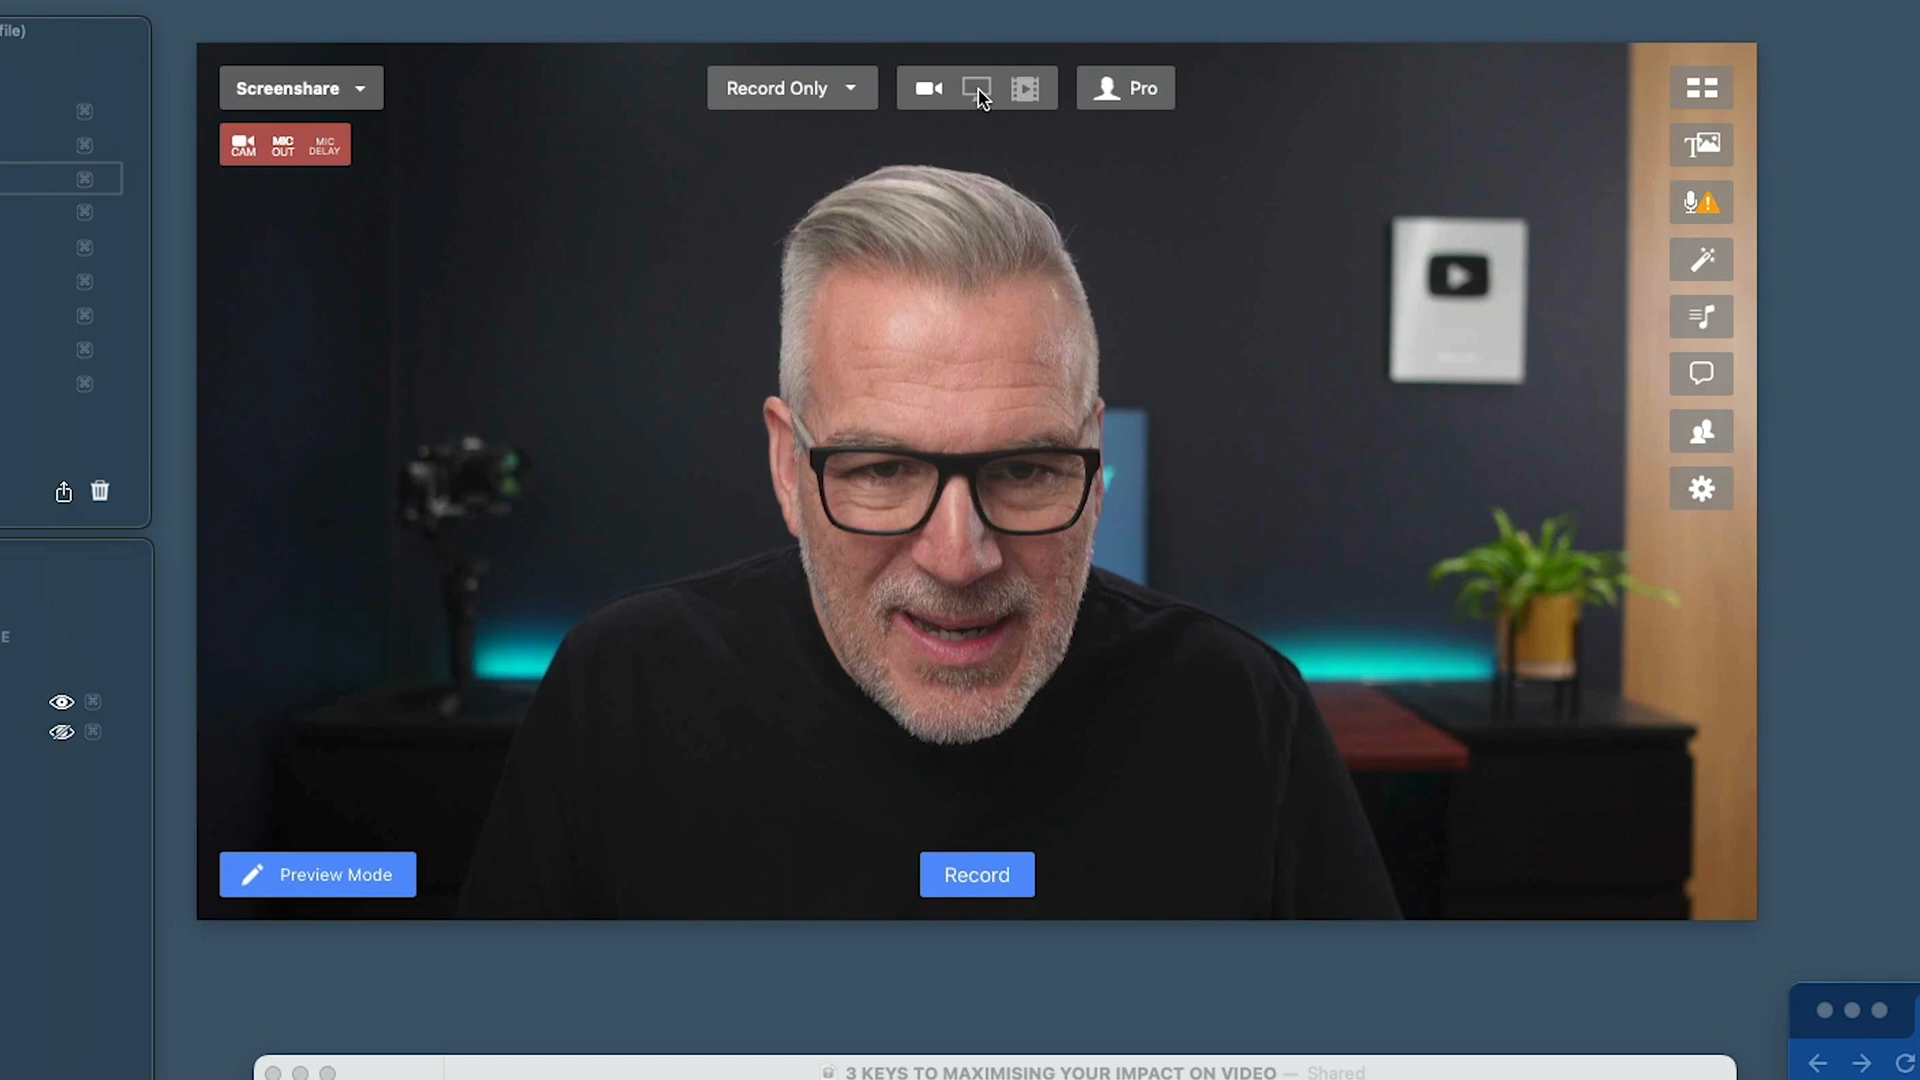 file)
Screenshare
Record Only
Pro
CAM
MIC OUT
MIC DELAY
T
E
Preview Mode
Record
3 KEYS TO MAXIMISING YOUR IMPACT ON VIDEO — Shared